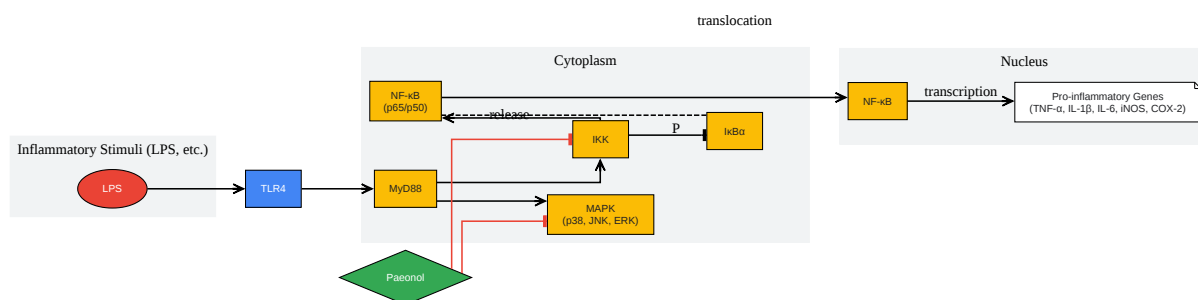 translocation
Cytoplasm
Nucleus
NF-κB
(p65/p50)
NF-κB
transcription
Pro-inflammatory Genes
(TNF-α, IL-1β, IL-6, iNOS, COX-2)
release
IKK
P
IκBα
Inflammatory Stimuli (LPS, etc.)
LPS
TLR4
MyD88
MAPK
(p38, JNK, ERK)
Paeonol